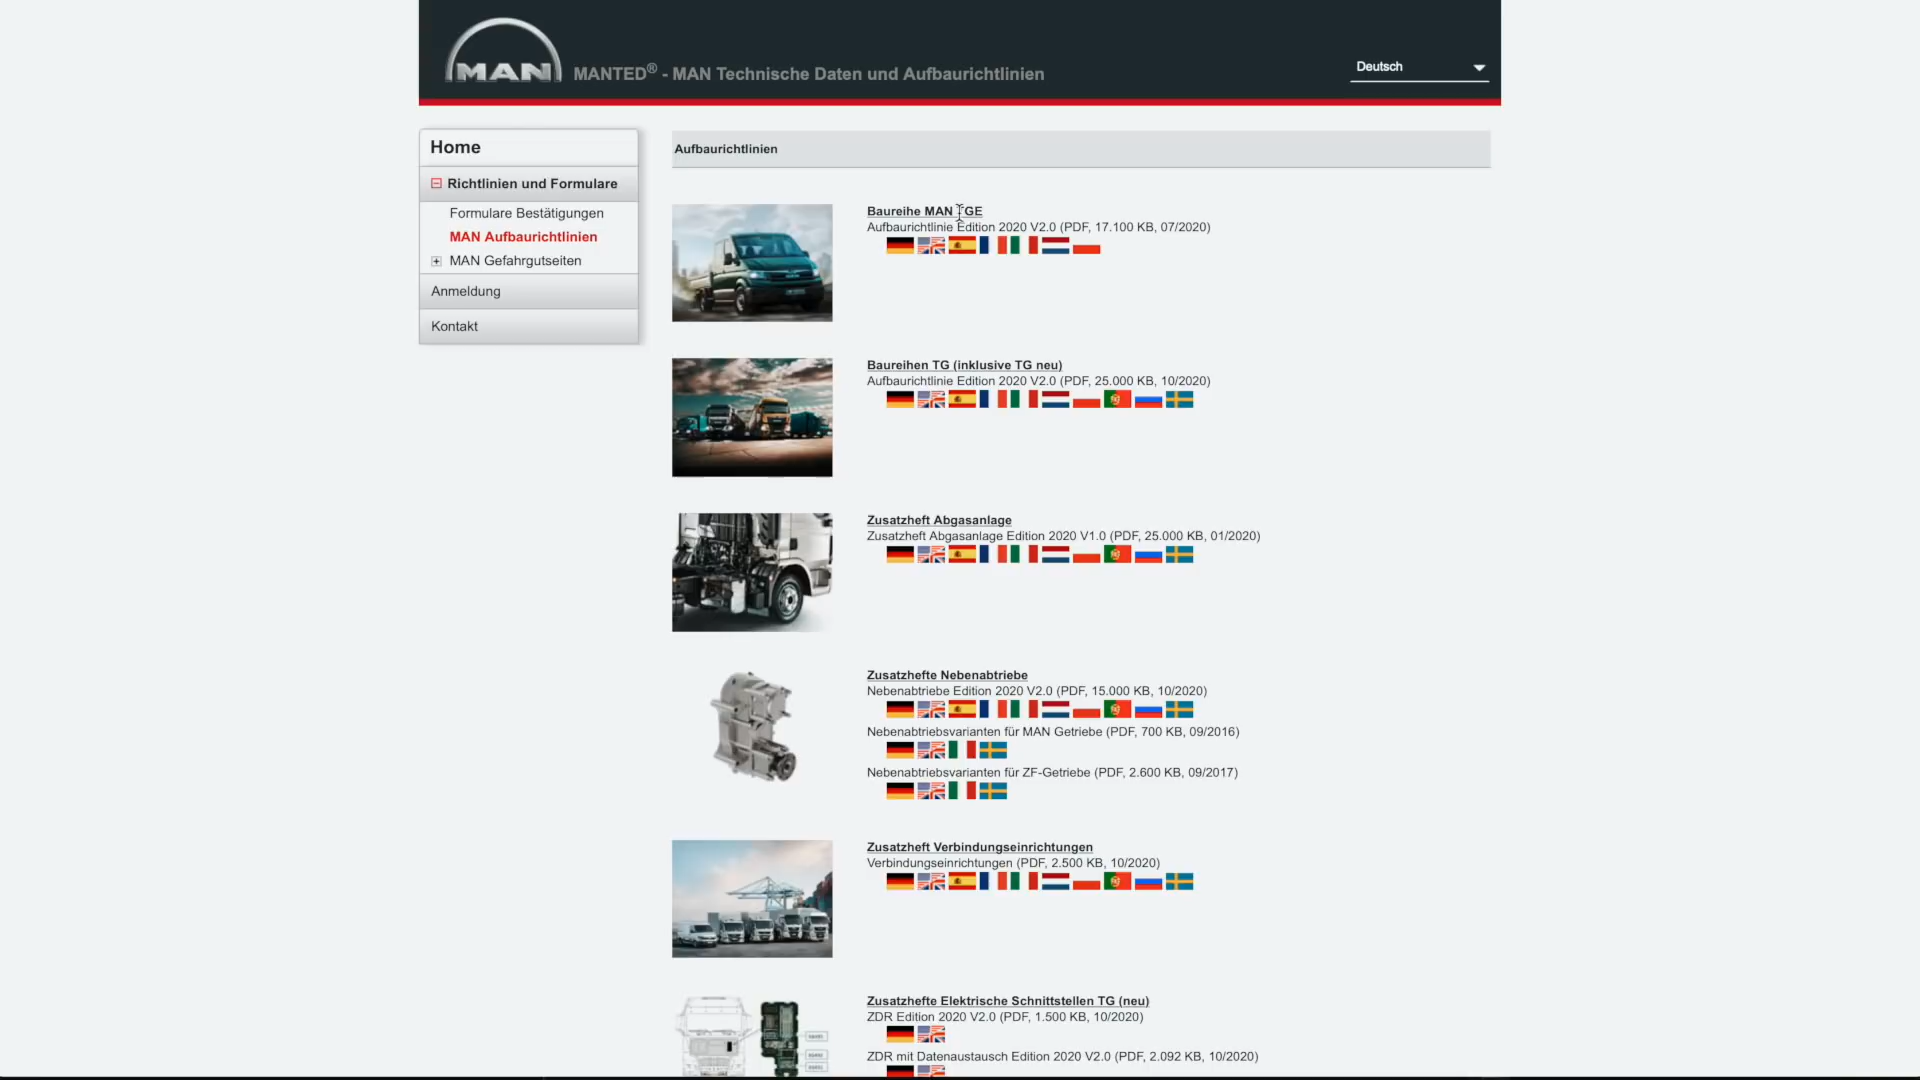 MAN
MANTED® - MAN Technische Daten und Aufbaurichtlinien
Deutsch
Home
Richtlinien und Formulare
Formulare Bestätigungen
MAN Aufbaurichtlinien
MAN Gefahrgutseiten
Anmeldung
Kontakt
Aufbaurichtlinien
Baureihe MAN TGE
Aufbaurichtlinie Edition 2020 V2.0 (PDF, 17.100 KB, 07/2020)
Baureihen TG (inklusive TG neu)
Aufbaurichtlinie Edition 2020 V2.0 (PDF, 25.000 KB, 10/2020)
Zusatzheft Abgasanlage
Zusatzheft Abgasanlage Edition 2020 V1.0 (PDF, 25.000 KB, 01/2020)
Zusatzhefte Nebenabtriebe
Nebenabtriebe Edition 2020 V2.0 (PDF, 15.000 KB, 10/2020)
Nebenabtriebsvarianten für MAN Getriebe (PDF, 700 KB, 09/2016)
Nebenabtriebsvarianten für ZF-Getriebe (PDF, 2.600 KB, 09/2017)
Zusatzheft Verbindungseinrichtungen
Verbindungseinrichtungen (PDF, 2.500 KB, 10/2020)
Zusatzhefte Elektrische Schnittstellen TG (neu)
ZDR Edition 2020 V2.0 (PDF, 1.500 KB, 10/2020)
ZDR mit Datenaustausch Edition 2020 V2.0 (PDF, 2.092 KB, 10/2020)